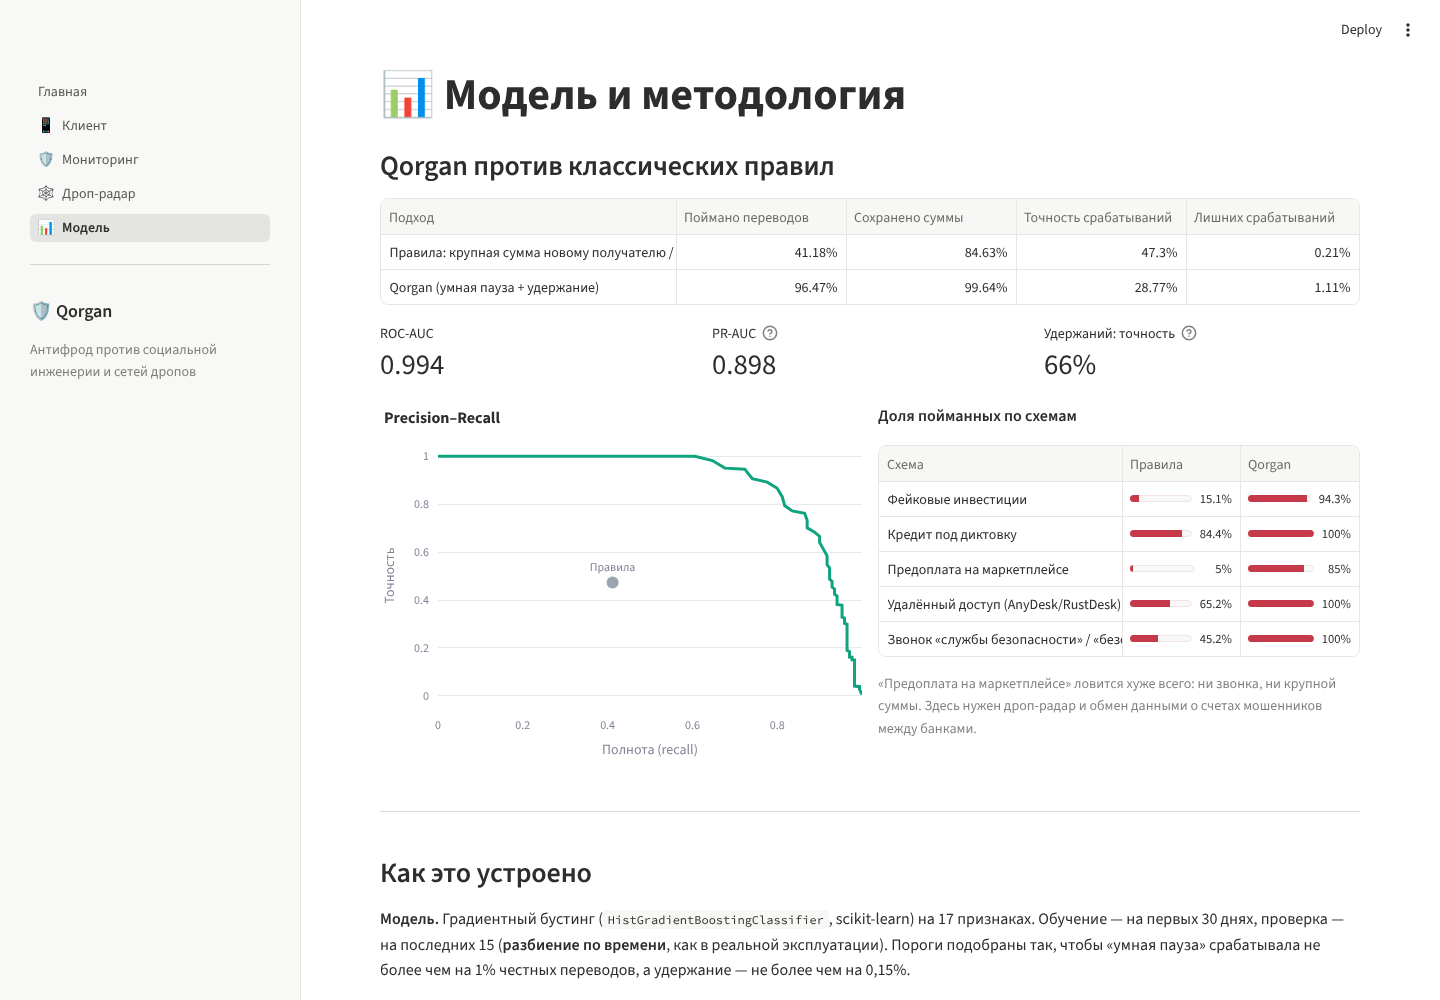 Deploy
Главная
Клиент
Мониторинг
Дроп-радар
Модель
Qorgan
Антифрод против социальной
инженерии и сетей дропов
Модель и методология
Qorgan против классических правил
Подход Поймано переводов Сохранено суммы Точность срабатываний Лишних срабатываний
Правила: крупная сумма новому получателю / 41.18% 84.63% 47.3% 0.21%
Qorgan (умная пауза + удержание) 96.47% 99.64% 28.77% 1.11%
ROC-AUC PR-AUC Удержаний: точность
0.994 0.898 66%
Precision–Recall
1
0.8
0.6
0.4
0.2
0
Точность
Правила
0 0.2 0.4 0.6 0.8
Полнота (recall)
Доля пойманных по схемам
Схема Правила Qorgan
Фейковые инвестиции 15.1% 94.3%
Кредит под диктовку 84.4% 100%
Предоплата на маркетплейсе 5% 85%
Удалённый доступ (AnyDesk/RustDesk) 65.2% 100%
Звонок «службы безопасности» / «безо 45.2% 100%
«Предоплата на маркетплейсе» ловится хуже всего: ни звонка, ни крупной
суммы. Здесь нужен дроп-радар и обмен данными о счетах мошенников
между банками.
Как это устроено
Модель. Градиентный бустинг ( HistGradientBoostingClassifier , scikit-learn) на 17 признаках. Обучение — на первых 30 днях, проверка —
на последних 15 (разбиение по времени, как в реальной эксплуатации). Пороги подобраны так, чтобы «умная пауза» срабатывала не
более чем на 1% честных переводов, а удержание — не более чем на 0,15%.